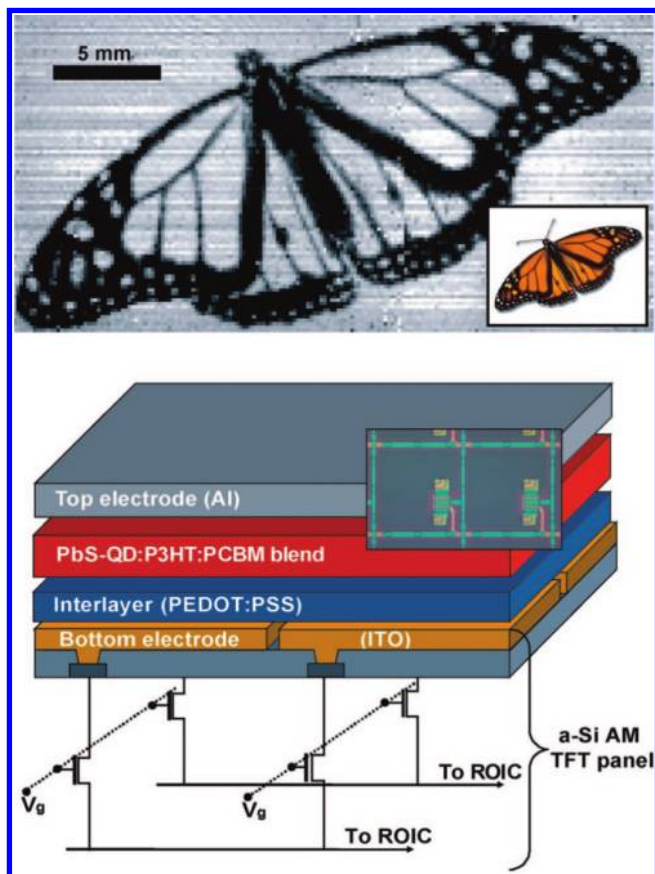 5 mm
Top electrode (Al)
PbS-QD:P3HT:PCBM blend
Interlayer (PEDOT:PSS)
Bottom electrode (ITO)
a-Si AM
TFT panel
To ROIC
Vg
Vg
To ROIC